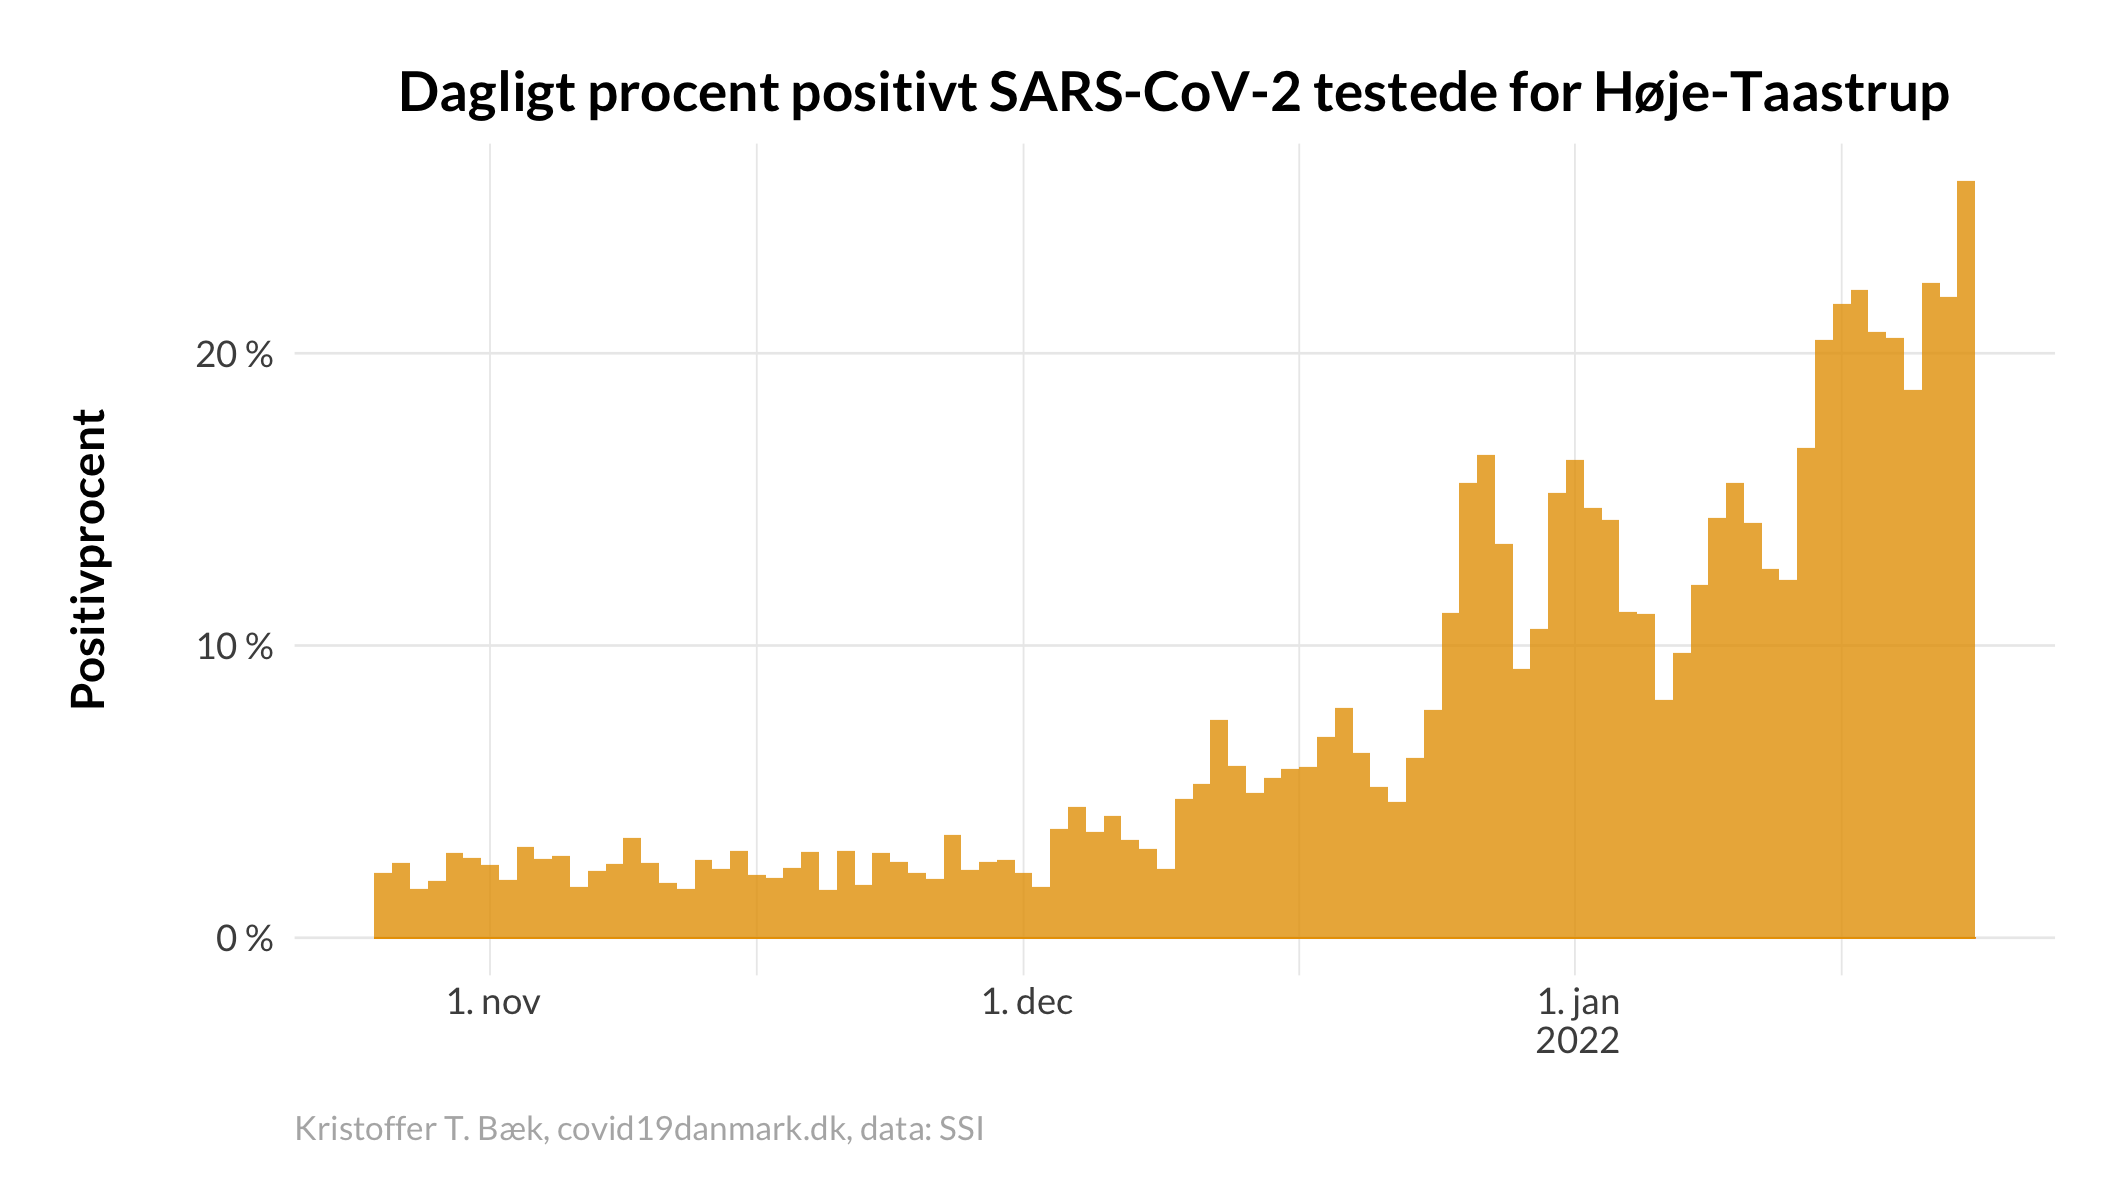 Dagligt procent positivt SARS-CoV-2 testede for Høje-Taastrup
Positivprocent
20 %
10 %
0 %
1. nov
1. dec
1. jan
2022
Kristoffer T. Bæk, covid19danmark.dk, data: SSI